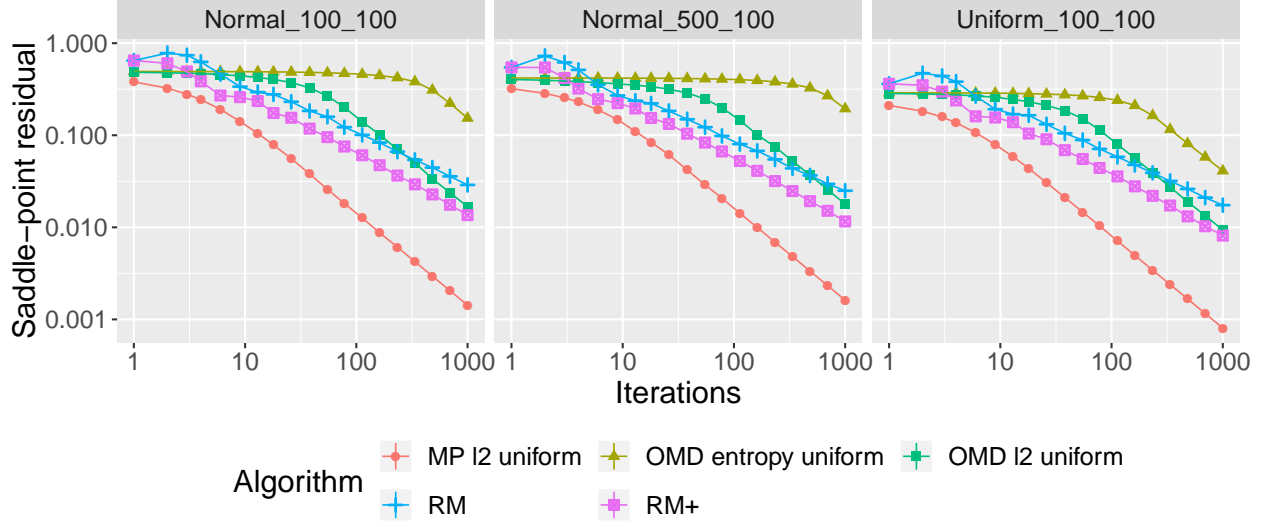 Normal_100_100 Normal_500_100 Uniform_100_100
Saddle−point residual
1.000
0.100
0.010
0.001
1 10 100 1000 1 10 100 1000 1 10 100 1000
Iterations
Algorithm
MP l2 uniform OMD entropy uniform OMD l2 uniform
RM RM+